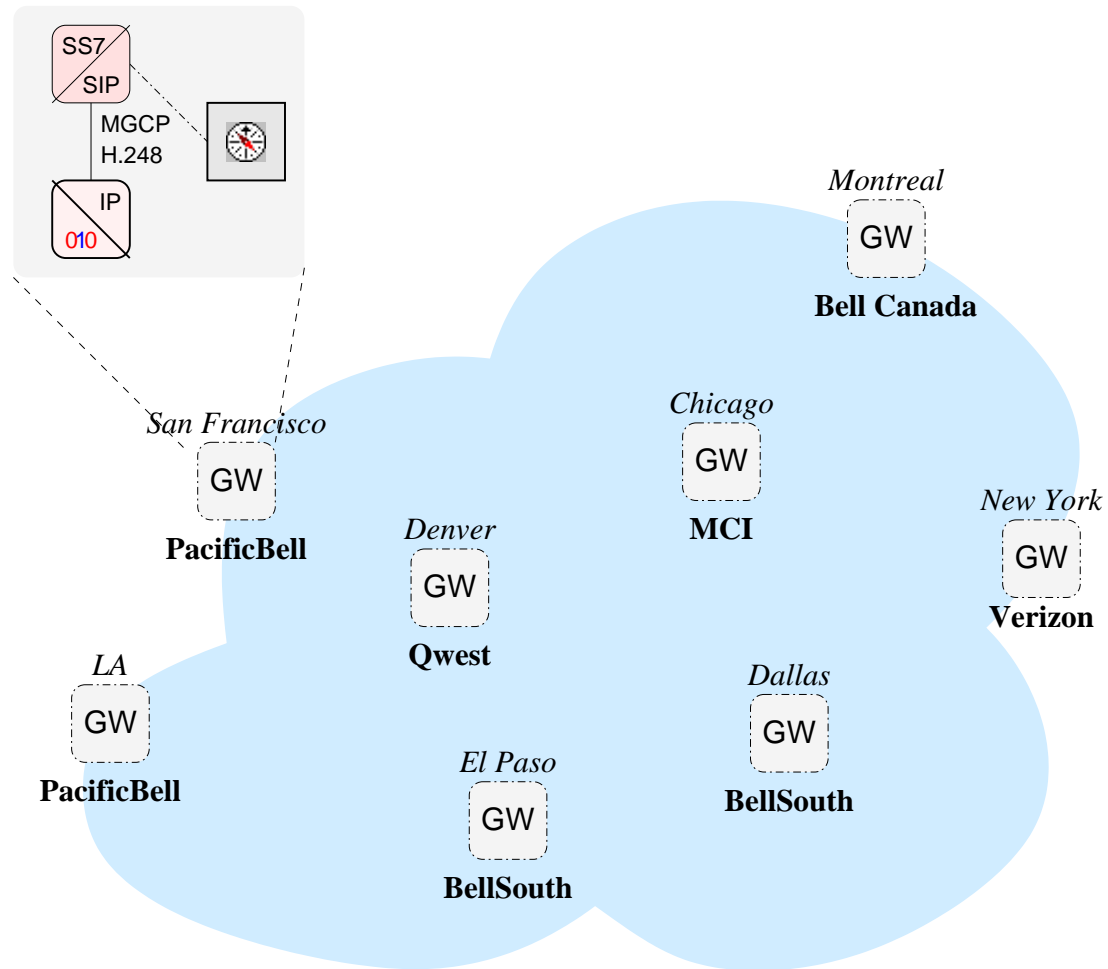 SS7
SIP
MGCP
H.248
IP
010
Montreal
GW
Bell Canada
San Francisco
GW
PacificBell
Chicago
GW
MCI
Denver
GW
Qwest
New York
GW
Verizon
LA
GW
PacificBell
Dallas
GW
BellSouth
El Paso
GW
BellSouth